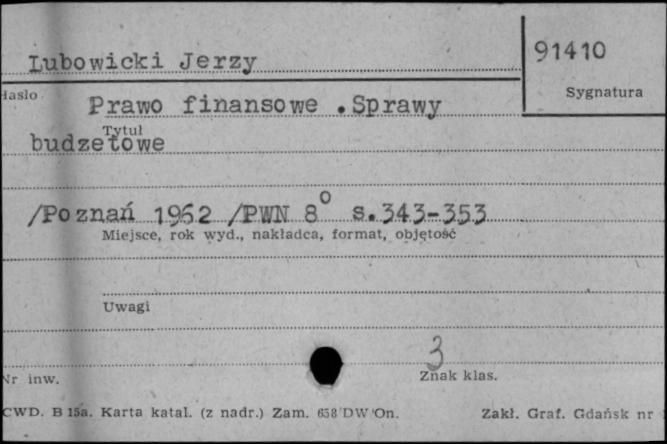 Lubowicki Jerzy
91410
Hasło
Sygnatura
Prawo finansowe .Sprawy
Tytuł
budzetowe
/Poznań 1962 /PWN 8° s.343-353
Miejsce, rok wyd., nakładca, format, objętość
Uwagi
3
Nr inw.
Znak klas.
CWD. B 15a. Karta katal. (z nadr.) Zam. 658 DW On.
Zakł. Graf. Gdańsk nr